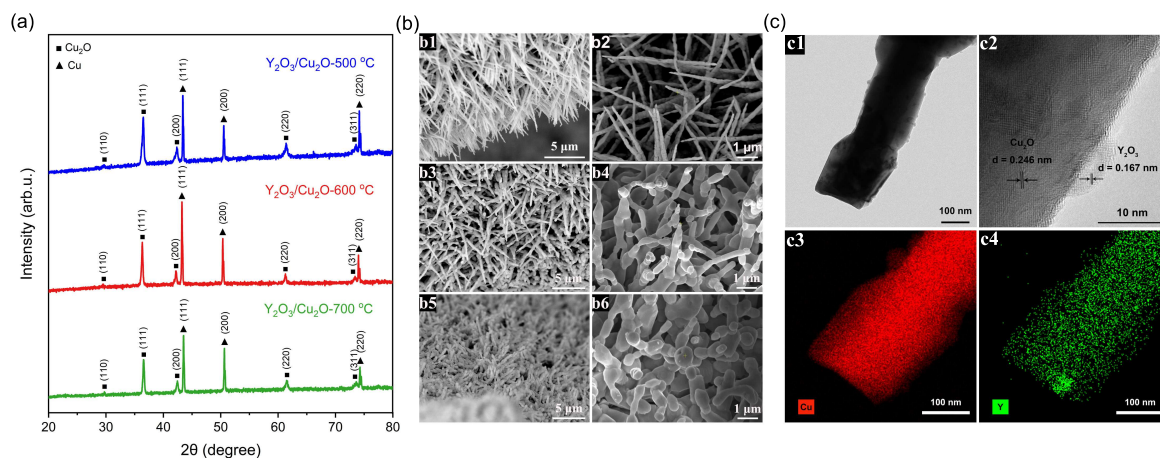 (a)
■ Cu₂O
▲ Cu
Y₂O₃/Cu₂O-500 °C
(110)
(111)
(200)
(111)
(200)
(220)
(311)
(220)
Y₂O₃/Cu₂O-600 °C
(110)
(111)
(200)
(111)
(200)
(220)
(311)
(220)
Y₂O₃/Cu₂O-700 °C
(110)
(111)
(200)
(111)
(200)
(220)
(311)
(220)
Intensity (arb.u.)
20 30 40 50 60 70 80
2θ (degree)
(b)
b1
5 µm
b2
1 µm
b3
5 µm
b4
1 µm
b5
5 µm
b6
1 µm
(c)
c1
100 nm
c2
Cu₂O
d = 0.246 nm
Y₂O₃
d = 0.167 nm
10 nm
c3
Cu
100 nm
c4
Y
100 nm